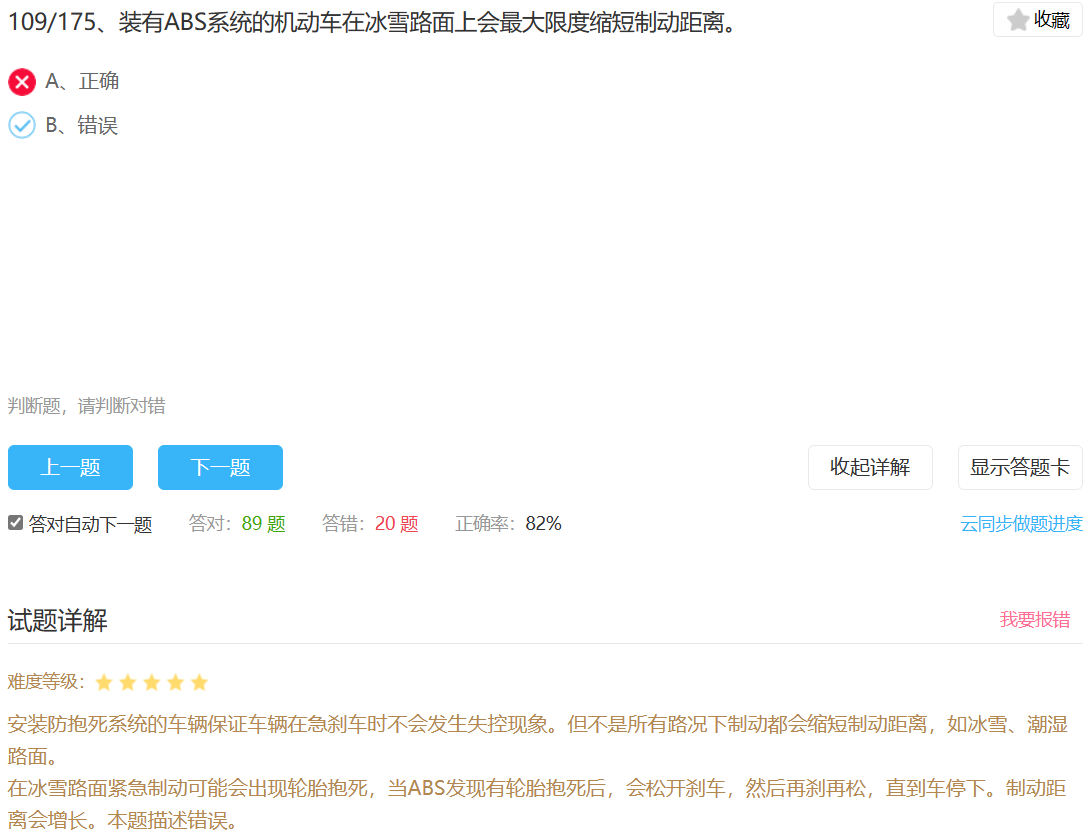 109/175、装有ABS系统的机动车在冰雪路面上会最大限度缩短制动距离。
收藏
A、正确
B、错误
判断题，请判断对错
上一题 下一题 收起详解 显示答题卡
答对自动下一题 答对：89 题 答错：20 题 正确率：82% 云同步做题进度
试题详解 我要报错
难度等级：
安装防抱死系统的车辆保证车辆在急刹车时不会发生失控现象。但不是所有路况下制动都会缩短制动距离，如冰雪、潮湿
路面。
在冰雪路面紧急制动可能会出现轮胎抱死，当ABS发现有轮胎抱死后，会松开刹车，然后再刹再松，直到车停下。制动距
离会增长。本题描述错误。